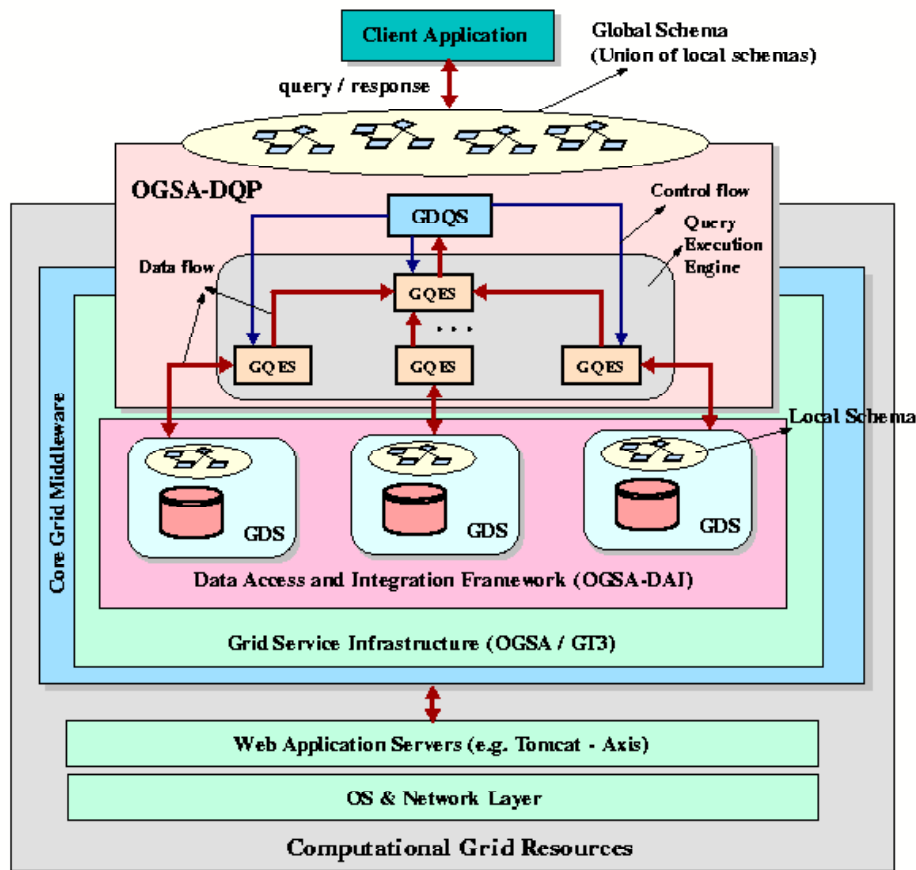 Client Application
Global Schema
(Union of local schemas)
query / response
OGSA-DQP
Control flow
GDQS
Query
Execution
Engine
Data flow
GQES
. . .
GQES
GQES
GQES
Local Schema
Core Grid Middleware
GDS
GDS
GDS
Data Access and Integration Framework (OGSA-DAI)
Grid Service Infrastructure (OGSA / GT3)
Web Application Servers (e.g. Tomcat - Axis)
OS & Network Layer
Computational Grid Resources